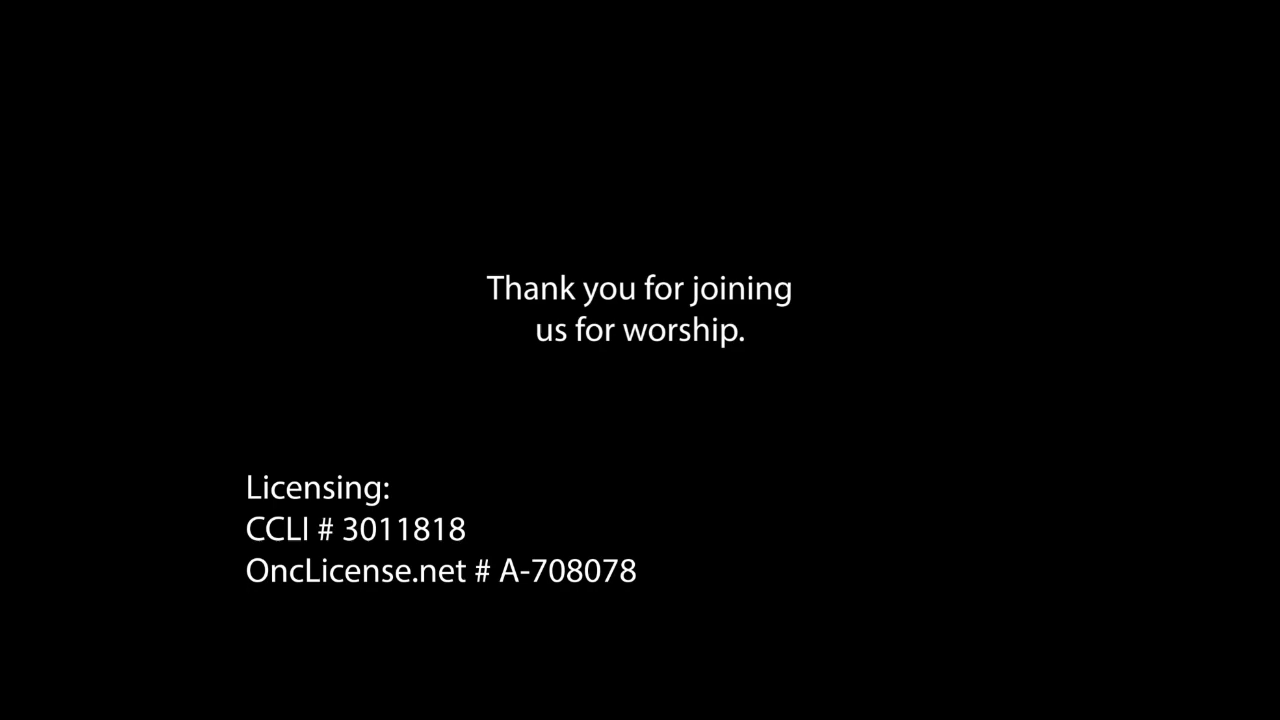 Thank you for joining
us for worship.
Licensing:
CCLI # 3011818
OncLicense.net # A-708078